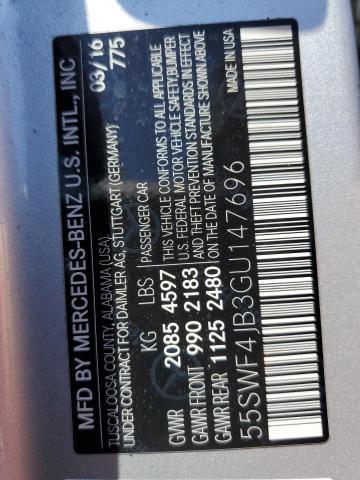 MFD BY MERCEDES-BENZ U.S. INTL., INC
TUSCALOOSA COUNTY, ALABAMA (USA),
UNDER CONTRACT FOR DAIMLER AG, STUTTGART (GERMANY)
03/16
775
KG LBS
GVWR 2085 4597
GAWR FRONT 990 2183
GAWR REAR 1125 2480
PASSENGER CAR
THIS VEHICLE CONFORMS TO ALL APPLICABLE
U.S. FEDERAL MOTOR VEHICLE SAFETY,BUMPER
AND THEFT PREVENTION STANDARDS IN EFFECT
ON THE DATE OF MANUFACTURE SHOWN ABOVE
MADE IN USA
55SWF4JB3GU147696